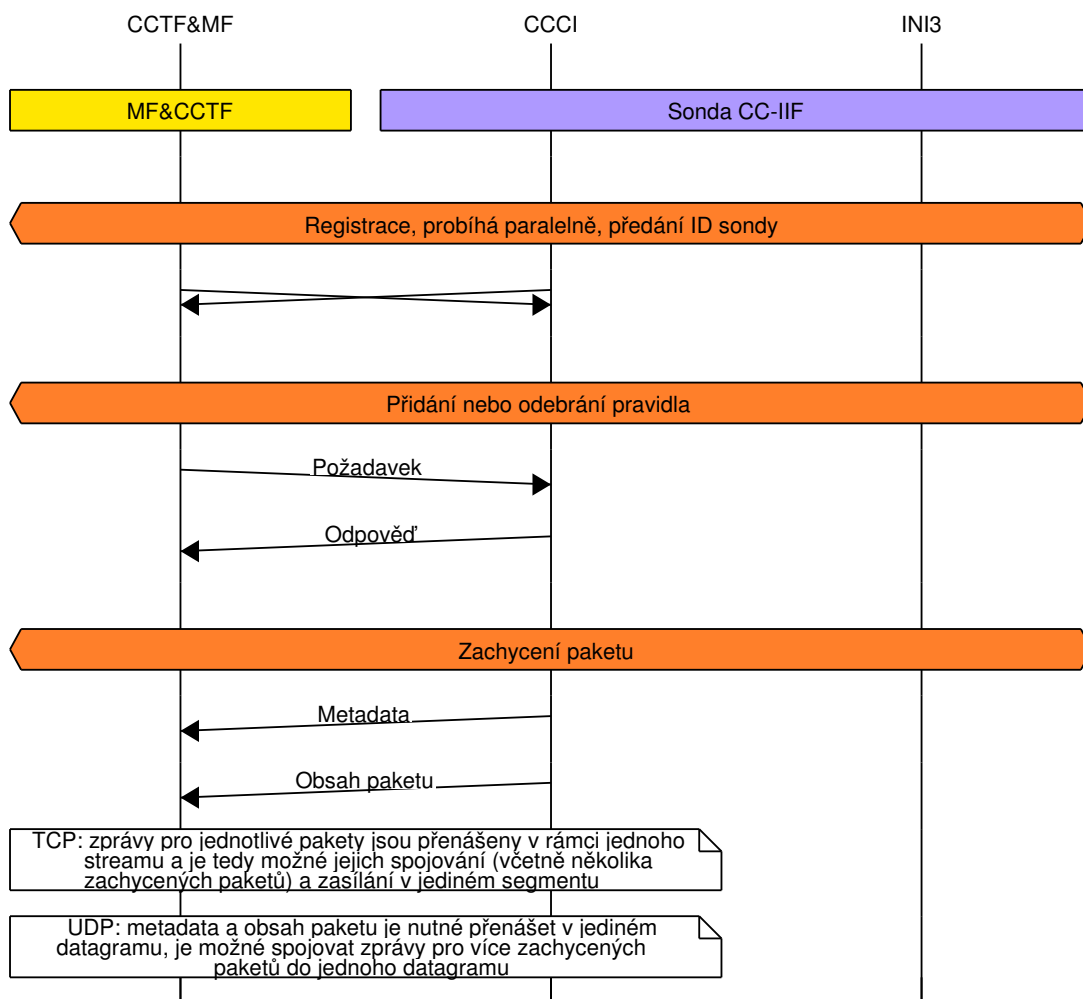 CCTF&MF CCCI INI3
MF&CCTF Sonda CC-IIF
Registrace, probíhá paralelně, předání ID sondy
Přidání nebo odebrání pravidla
Požadavek
Odpověď
Zachycení paketu
Metadata
Obsah paketu
TCP: zprávy pro jednotlivé pakety jsou přenášeny v rámci jednoho
streamu a je tedy možné jejich spojování (včetně několika
zachycených paketů) a zasílání v jediném segmentu
UDP: metadata a obsah paketu je nutné přenášet v jediném
datagramu, je možné spojovat zprávy pro více zachycených
paketů do jednoho datagramu